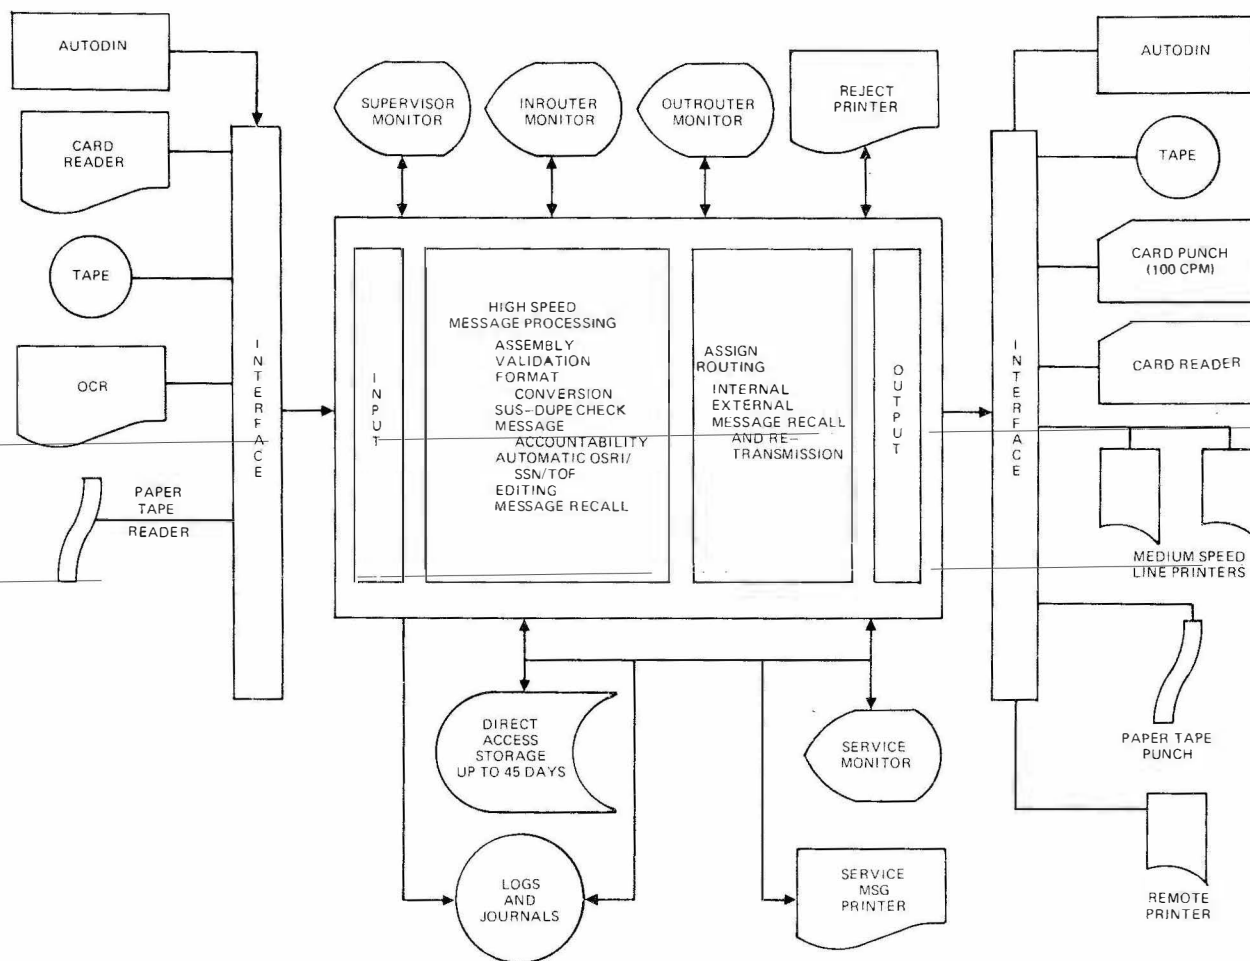 AUTODIN
CARD
READER
TAPE
OCR
PAPER
TAPE
READER
INTERFACE
SUPERVISOR
MONITOR
INROUTER
MONITOR
OUTROUTER
MONITOR
REJECT
PRINTER
INPUT
HIGH SPEED
MESSAGE PROCESSING
ASSEMBLY
VALIDATION
FORMAT
CONVERSION
SUS-DUPE CHECK
MESSAGE
ACCOUNTABILITY
AUTOMATIC OSRI/
SSN/TOF
EDITING
MESSAGE RECALL
ASSIGN
ROUTING
INTERNAL
EXTERNAL
MESSAGE RECALL
AND RE-
TRANSMISSION
OUTPUT
DIRECT
ACCESS
STORAGE
UP TO 45 DAYS
SERVICE
MONITOR
LOGS
AND
JOURNALS
SERVICE
MSG
PRINTER
INTERFACE
AUTODIN
TAPE
CARD PUNCH
(100 CPM)
CARD READER
MEDIUM SPEED
LINE PRINTERS
PAPER TAPE
PUNCH
REMOTE
PRINTER